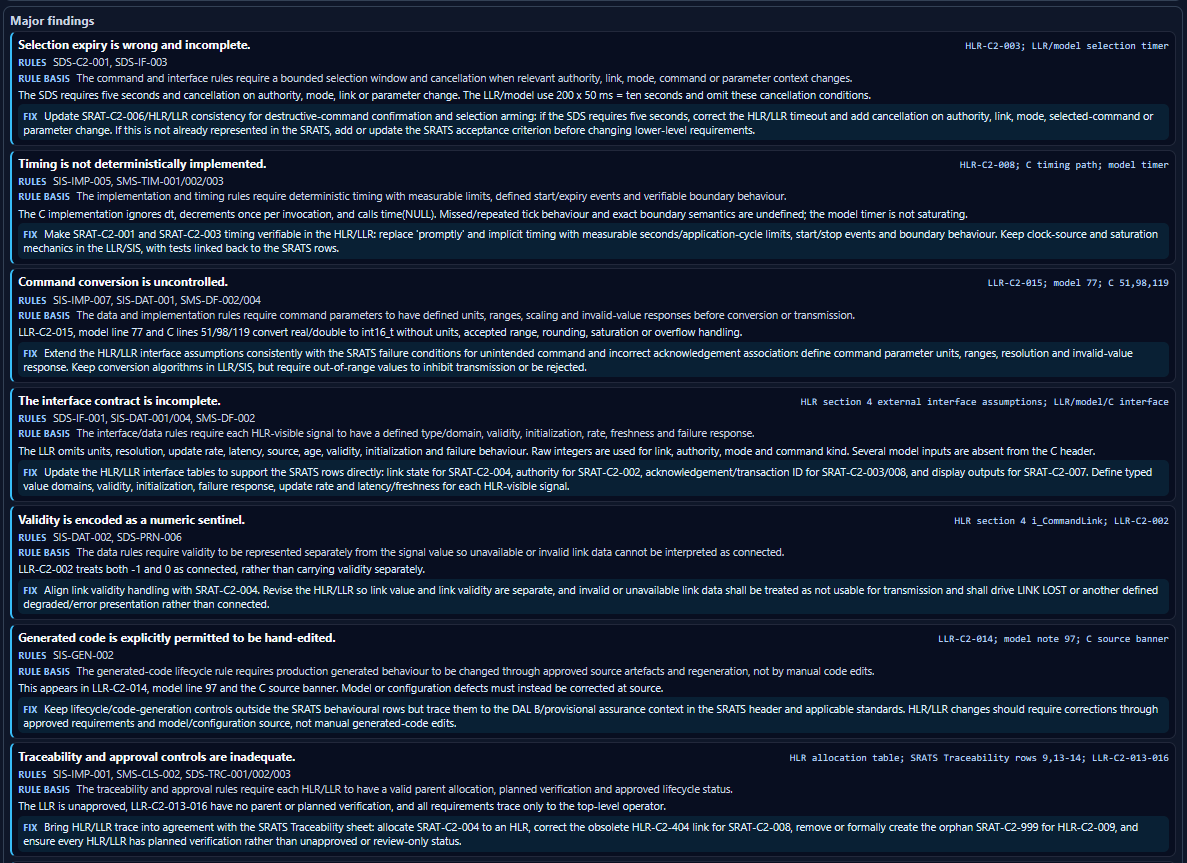 Major findings
Selection expiry is wrong and incomplete.
HLR-C2-003; LLR/model selection timer
RULES SDS-C2-001, SDS-IF-003
RULE BASIS The command and interface rules require a bounded selection window and cancellation when relevant authority, link, mode, command or parameter context changes.
The SDS requires five seconds and cancellation on authority, mode, link or parameter change. The LLR/model use 200 x 50 ms = ten seconds and omit these cancellation conditions.
FIX Update SRAT-C2-006/HLR/LLR consistency for destructive-command confirmation and selection arming: if the SDS requires five seconds, correct the HLR/LLR timeout and add cancellation on authority, link, mode, selected-command or
parameter change. If this is not already represented in the SRATS, add or update the SRATS acceptance criterion before changing lower-level requirements.
Timing is not deterministically implemented.
HLR-C2-008; C timing path; model timer
RULES SIS-IMP-005, SMS-TIM-001/002/003
RULE BASIS The implementation and timing rules require deterministic timing with measurable limits, defined start/expiry events and verifiable boundary behaviour.
The C implementation ignores dt, decrements once per invocation, and calls time(NULL). Missed/repeated tick behaviour and exact boundary semantics are undefined; the model timer is not saturating.
FIX Make SRAT-C2-001 and SRAT-C2-003 timing verifiable in the HLR/LLR: replace 'promptly' and implicit timing with measurable seconds/application-cycle limits, start/stop events and boundary behaviour. Keep clock-source and saturation
mechanics in the LLR/SIS, with tests linked back to the SRATS rows.
Command conversion is uncontrolled.
LLR-C2-015; model 77; C 51,98,119
RULES SIS-IMP-007, SIS-DAT-001, SMS-DF-002/004
RULE BASIS The data and implementation rules require command parameters to have defined units, ranges, scaling and invalid-value responses before conversion or transmission.
LLR-C2-015, model line 77 and C lines 51/98/119 convert real/double to int16_t without units, accepted range, rounding, saturation or overflow handling.
FIX Extend the HLR/LLR interface assumptions consistently with the SRATS failure conditions for unintended command and incorrect acknowledgement association: define command parameter units, ranges, resolution and invalid-value
response. Keep conversion algorithms in LLR/SIS, but require out-of-range values to inhibit transmission or be rejected.
The interface contract is incomplete.
HLR section 4 external interface assumptions; LLR/model/C interface
RULES SDS-IF-001, SIS-DAT-001/004, SMS-DF-002
RULE BASIS The interface/data rules require each HLR-visible signal to have a defined type/domain, validity, initialization, rate, freshness and failure response.
The LLR omits units, resolution, update rate, latency, source, age, validity, initialization and failure behaviour. Raw integers are used for link, authority, mode and command kind. Several model inputs are absent from the C header.
FIX Update the HLR/LLR interface tables to support the SRATS rows directly: link state for SRAT-C2-004, authority for SRAT-C2-002, acknowledgement/transaction ID for SRAT-C2-003/008, and display outputs for SRAT-C2-007. Define typed
value domains, validity, initialization, failure response, update rate and latency/freshness for each HLR-visible signal.
Validity is encoded as a numeric sentinel.
HLR section 4 i_CommandLink; LLR-C2-002
RULES SIS-DAT-002, SDS-PRN-006
RULE BASIS The data rules require validity to be represented separately from the signal value so unavailable or invalid link data cannot be interpreted as connected.
LLR-C2-002 treats both -1 and 0 as connected, rather than carrying validity separately.
FIX Align link validity handling with SRAT-C2-004. Revise the HLR/LLR so link value and link validity are separate, and invalid or unavailable link data shall be treated as not usable for transmission and shall drive LINK LOST or another defined
degraded/error presentation rather than connected.
Generated code is explicitly permitted to be hand-edited.
LLR-C2-014; model note 97; C source banner
RULES SIS-GEN-002
RULE BASIS The generated-code lifecycle rule requires production generated behaviour to be changed through approved source artefacts and regeneration, not by manual code edits.
This appears in LLR-C2-014, model line 97 and the C source banner. Model or configuration defects must instead be corrected at source.
FIX Keep lifecycle/code-generation controls outside the SRATS behavioural rows but trace them to the DAL B/provisional assurance context in the SRATS header and applicable standards. HLR/LLR changes should require corrections through
approved requirements and model/configuration source, not manual generated-code edits.
Traceability and approval controls are inadequate.
HLR allocation table; SRATS Traceability rows 9,13-14; LLR-C2-013-016
RULES SIS-IMP-001, SMS-CLS-002, SDS-TRC-001/002/003
RULE BASIS The traceability and approval rules require each HLR/LLR to have a valid parent allocation, planned verification and approved lifecycle status.
The LLR is unapproved, LLR-C2-013-016 have no parent or planned verification, and all requirements trace only to the top-level operator.
FIX Bring HLR/LLR trace into agreement with the SRATS Traceability sheet: allocate SRAT-C2-004 to an HLR, correct the obsolete HLR-C2-404 link for SRAT-C2-008, remove or formally create the orphan SRAT-C2-999 for HLR-C2-009, and
ensure every HLR/LLR has planned verification rather than unapproved or review-only status.